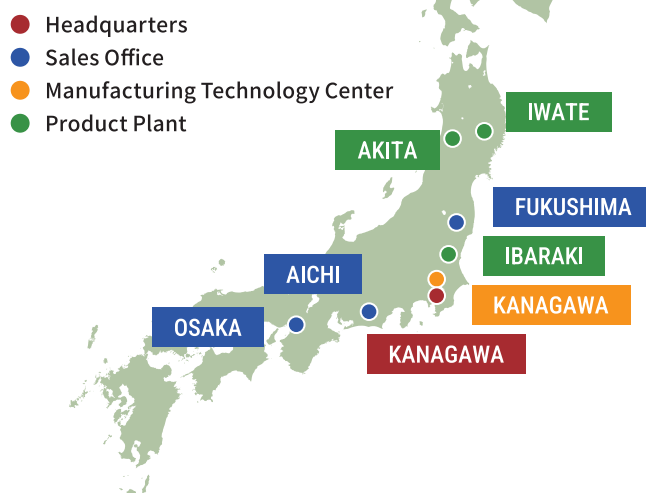 Headquarters
Sales Office
Manufacturing Technology Center
Product Plant
IWATE
AKITA
FUKUSHIMA
IBARAKI
AICHI
KANAGAWA
OSAKA
KANAGAWA